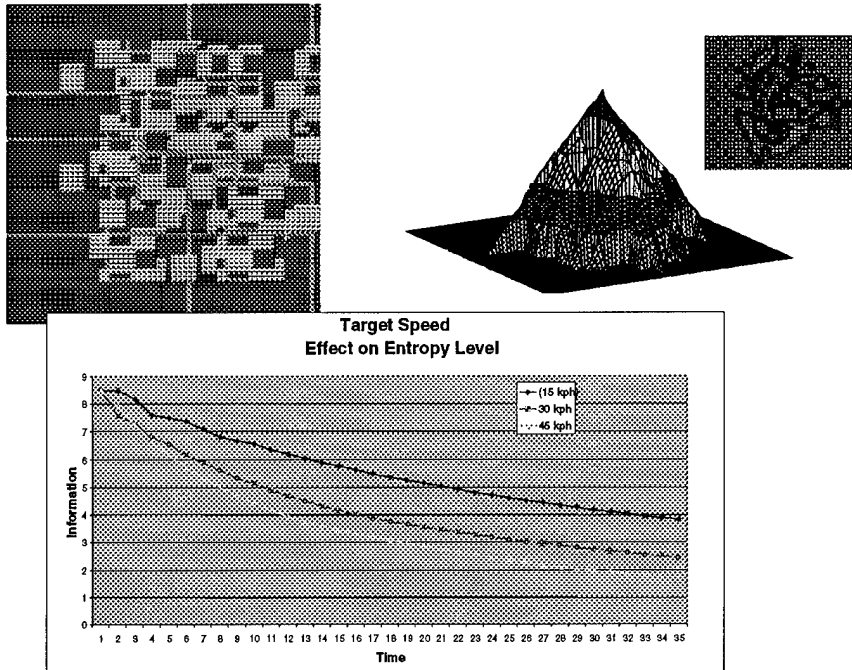 Target Speed
Effect on Entropy Level
(15 kph)
30 kph
45 kph
Information
9
8
7
6
5
4
3
2
1
0
1 2 3 4 5 6 7 8 9 10 11 12 13 14 15 16 17 18 19 20 21 22 23 24 25 26 27 28 29 30 31 32 33 34 35
Time